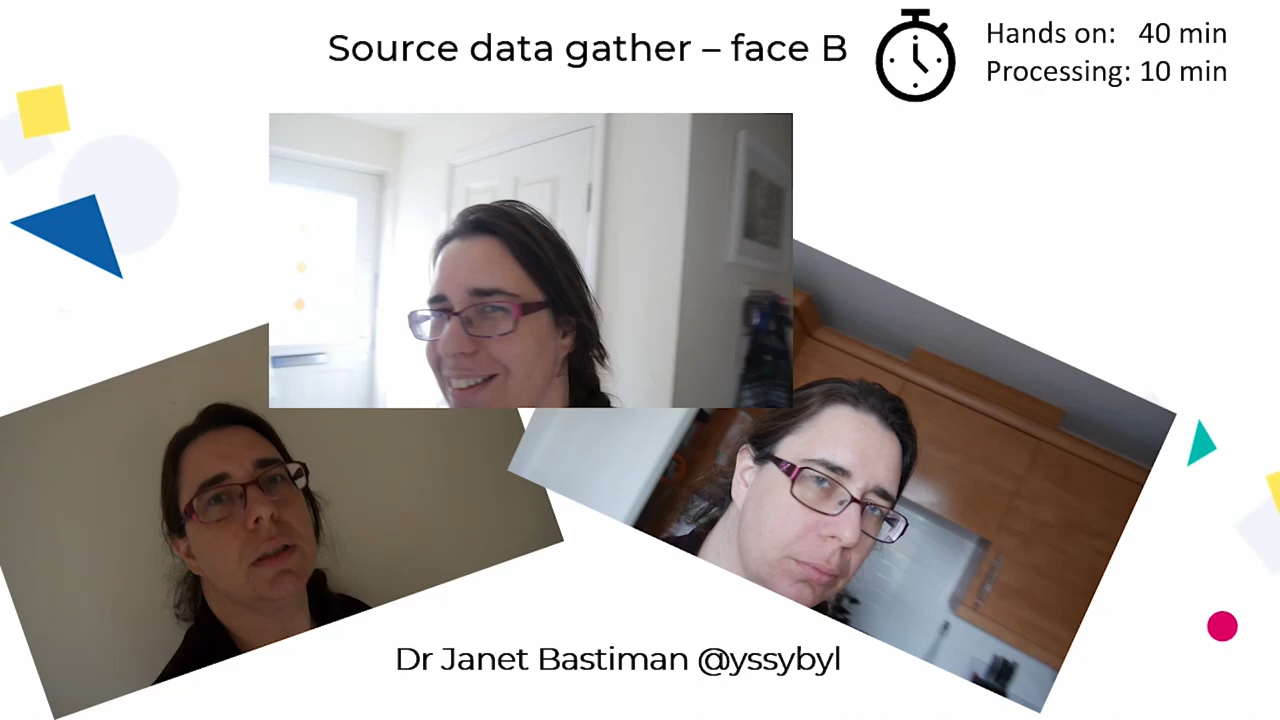 Source data gather – face B
Hands on: 40 min
Processing: 10 min
Dr Janet Bastiman @yssybyl